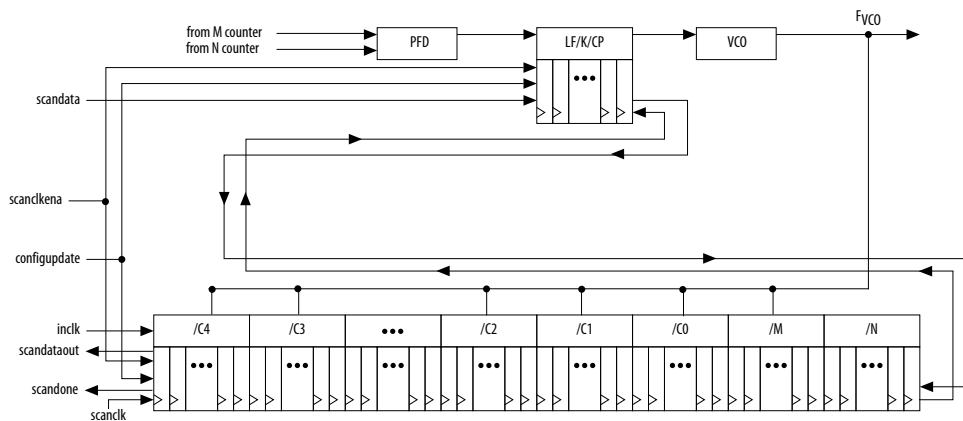 from M counter
from N counter
PFD
LF/K/CP
VCO
FVCO
scandata
scanclkena
configupdate
inclk
scandataout
scandone
scanclk
/C4
/C3
/C2
/C1
/C0
/M
/N